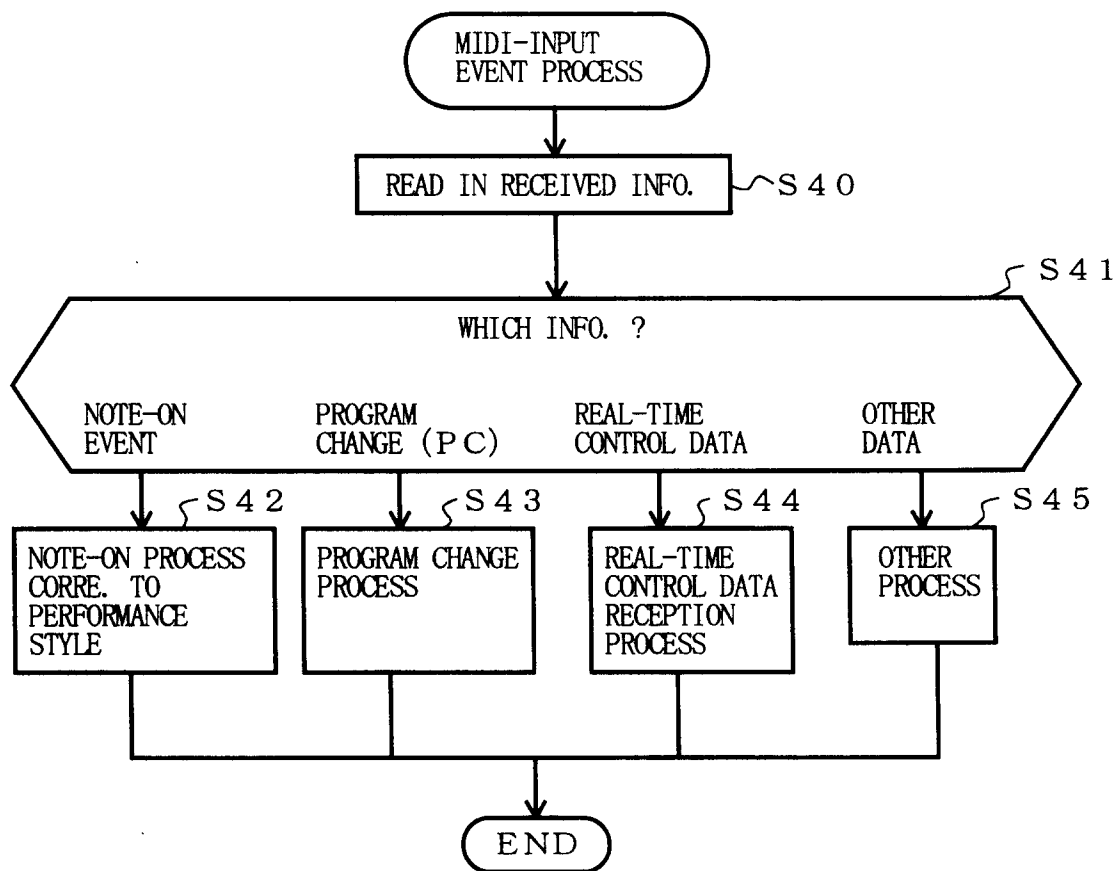 MIDI-INPUT
EVENT PROCESS
READ IN RECEIVED INFO.
S40
S41
WHICH INFO. ?
NOTE-ON
EVENT
PROGRAM
CHANGE (PC)
REAL-TIME
CONTROL DATA
OTHER
DATA
S42
S43
S44
S45
NOTE-ON PROCESS
CORRE. TO
PERFORMANCE
STYLE
PROGRAM CHANGE
PROCESS
REAL-TIME
CONTROL DATA
RECEPTION
PROCESS
OTHER
PROCESS
END